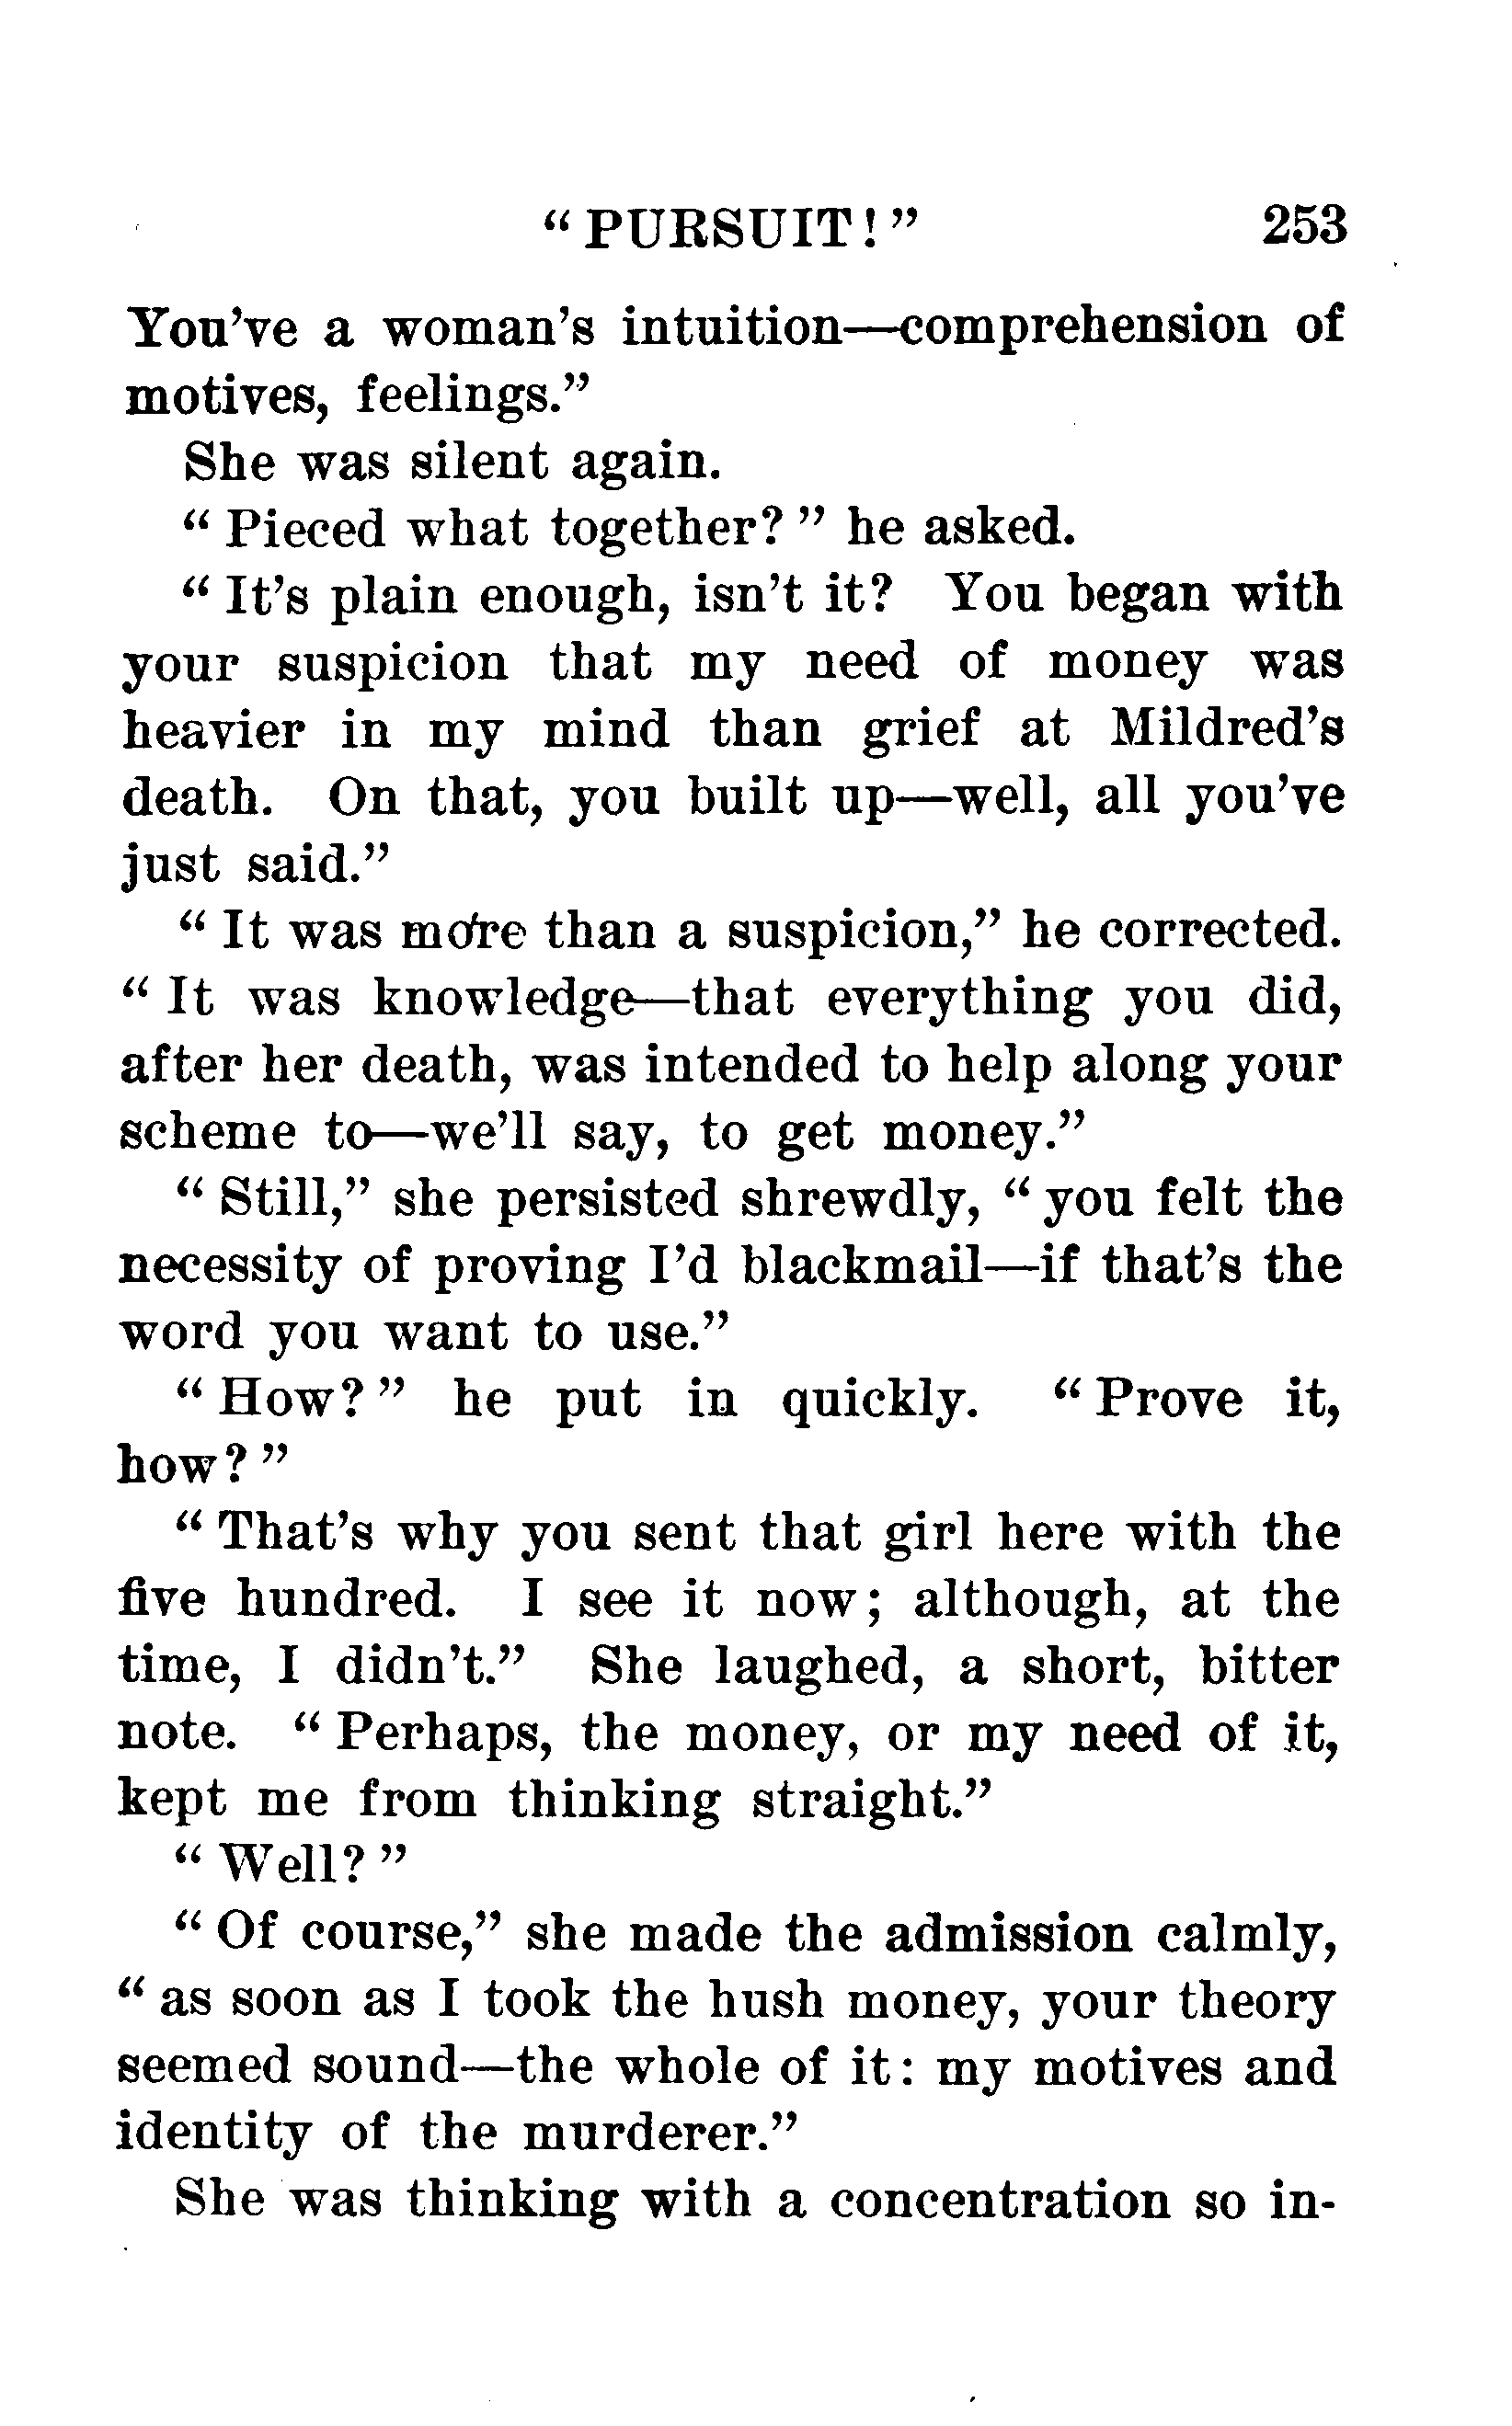 “ PURSUIT! ” 253
You’ve a woman’s intuition—comprehension of
motives, feelings.”
She was silent again.
“ Pieced what together? ” he asked.
“ It’s plain enough, isn’t it? You began with
your suspicion that my need of money was
heavier in my mind than grief at Mildred’s
death. On that, you built up—well, all you’ve
just said.”
“ It was more than a suspicion,” he corrected.
“ It was knowledge—that everything you did,
after her death, was intended to help along your
scheme to—we’ll say, to get money.”
“ Still,” she persisted shrewdly, “ you felt the
necessity of proving I’d blackmail—if that’s the
word you want to use.”
“ How? ” he put in quickly. “ Prove it,
how? ”
“ That’s why you sent that girl here with the
five hundred. I see it now; although, at the
time, I didn’t.” She laughed, a short, bitter
note. “ Perhaps, the money, or my need of it,
kept me from thinking straight.”
“ Well? ”
“ Of course,” she made the admission calmly,
“ as soon as I took the hush money, your theory
seemed sound—the whole of it: my motives and
identity of the murderer.”
She was thinking with a concentration so in-